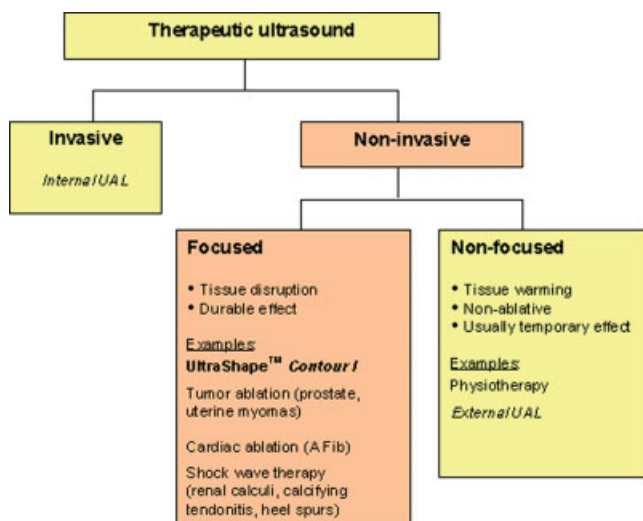 Therapeutic ultrasound
Invasive
Internal UAL
Non-invasive
Focused
• Tissue disruption
• Durable effect
Examples:
UltraShape™ Contour I
Tumor ablation (prostate,
uterine myomas)
Cardiac ablation (A Fib)
Shock wave therapy
(renal calculi, calcifying
tendonitis, heel spurs)
Non-focused
• Tissue warming
• Non-ablative
• Usually temporary effect
Examples:
Physiotherapy
External UAL